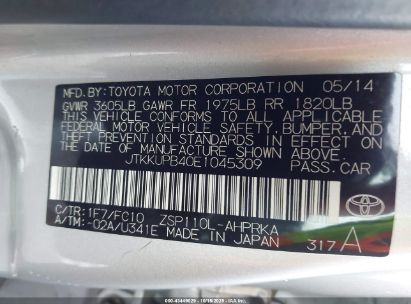 MFD. BY: TOYOTA MOTOR CORPORATION 05/14
GVWR 3605LB GAWR FR 1975LB RR 1820LB
THIS VEHICLE CONFORMS TO ALL APPLICABLE
FEDERAL MOTOR VEHICLE SAFETY, BUMPER, AND
THEFT PREVENTION STANDARDS IN EFFECT ON
THE DATE OF MANUFACTURE SHOWN ABOVE.
JTKKUPB40E1045309 PASS.CAR
C/TR:1F7/FC10 ZSP110L-AHPRKA
A/TM:-02A/U341E MADE IN JAPAN 317A
TOYOTA